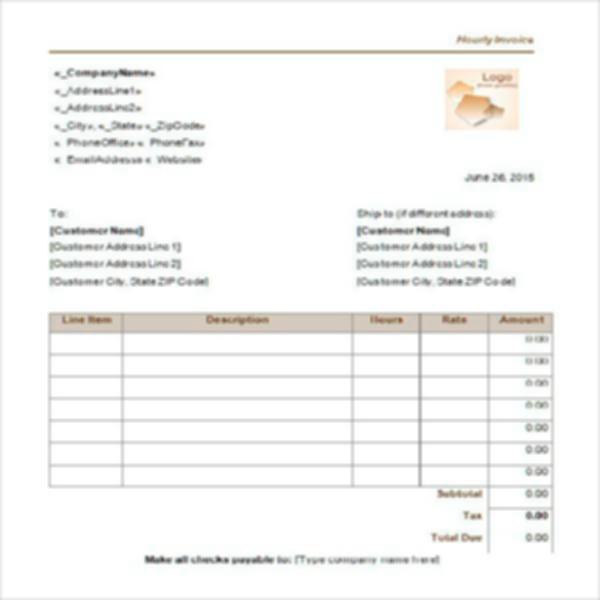 Hourly Invoice
«_CompanyName»
Logo
«_AddressLine1»
«_AddressLine2»
«_City», «_State» «_ZipCode»
«_PhoneOffice» «_PhoneFax»
«_EmailAddress» «_Website»
June 26, 2015
To:
Ship to (if different address):
[Customer Name]
[Customer Name]
[Customer Address Line 1]
[Customer Address Line 1]
[Customer Address Line 2]
[Customer Address Line 2]
[Customer City, State ZIP Code]
[Customer City, State ZIP Code]
Line Item Description Hours Rate Amount
0.00
0.00
0.00
0.00
0.00
0.00
0.00
Subtotal 0.00
Tax 0.00
Total Due 0.00
Make all checks payable to: [Type company name here]